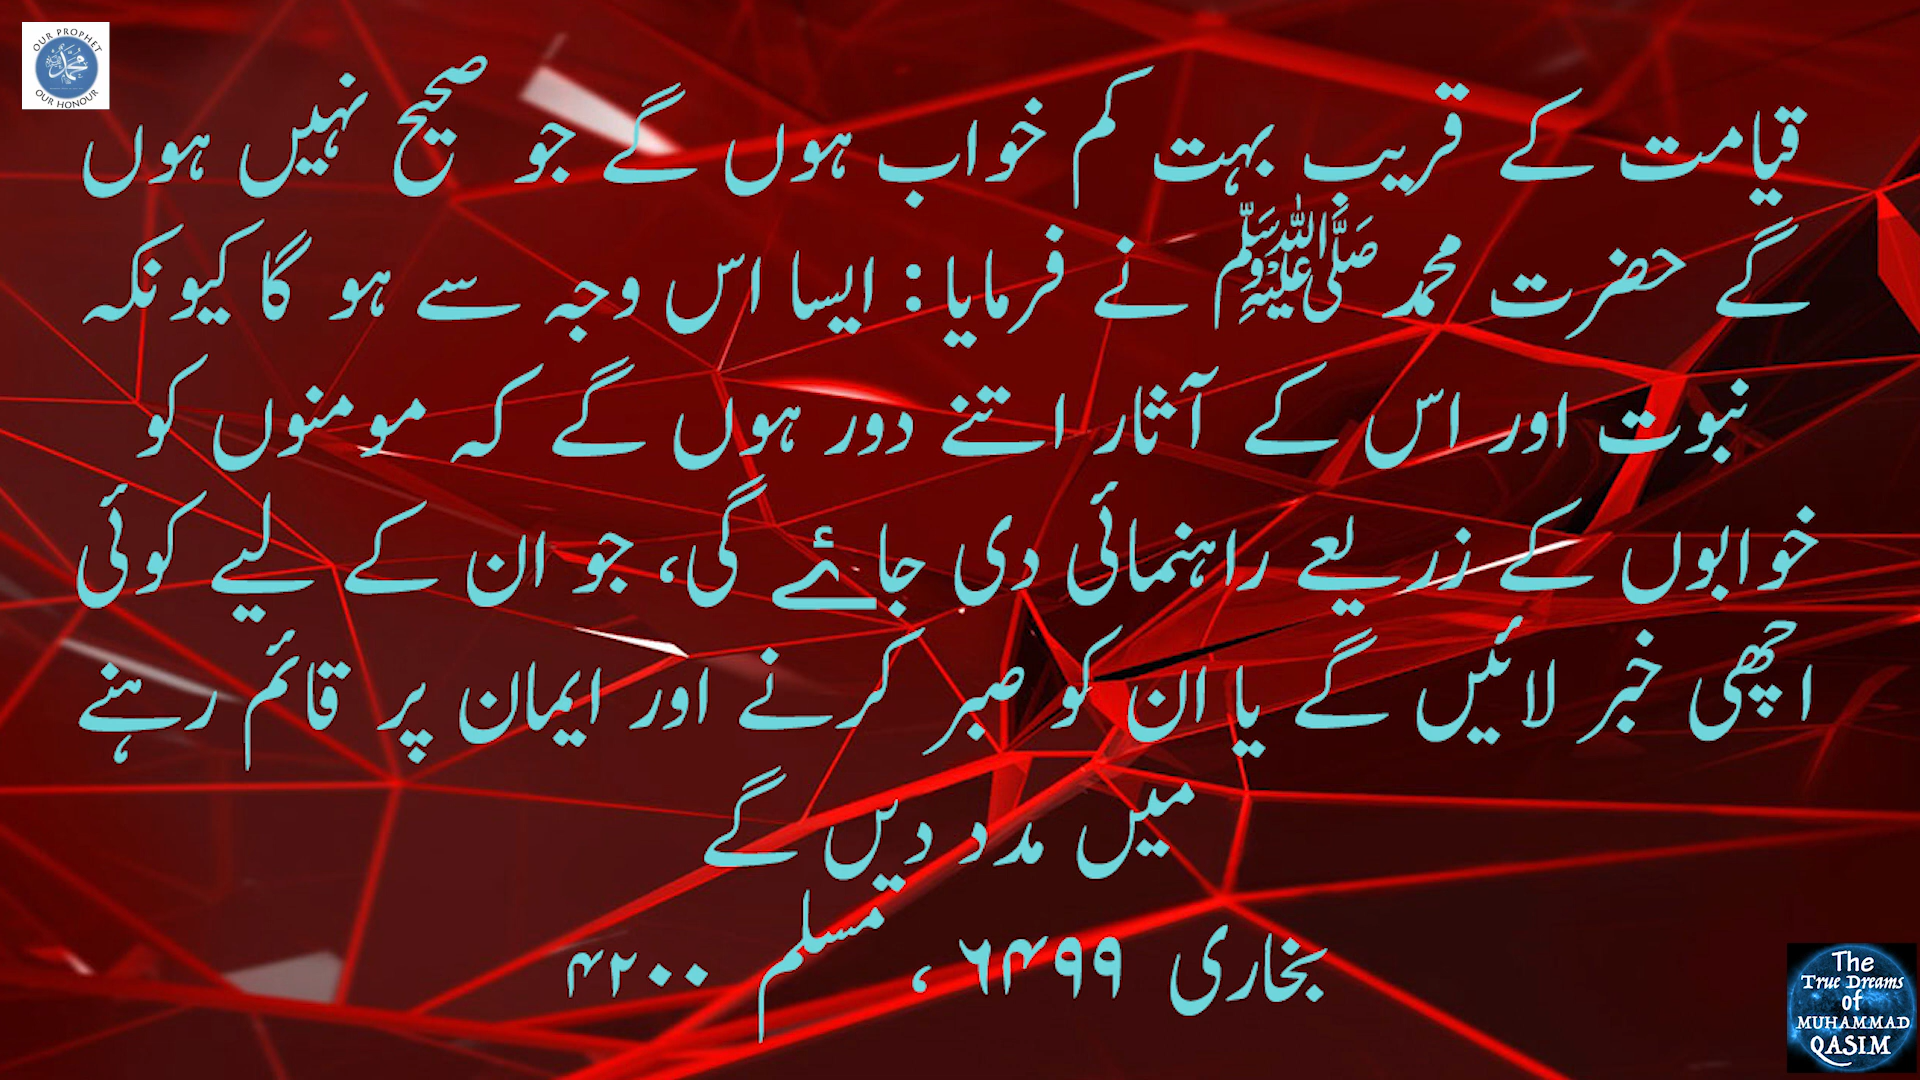 OUR PROPHET
محمد
OUR HONOUR
قیامت کے قریب بہت کم خواب ہوں گے جو صحیح نہیں ہوں
گے حضرت محمد ﷺ نے فرمایا : ایسا اس وجہ سے ہو گا کیونکہ
نبوت اور اس کے آثار اتنے دور ہوں گے کہ مومنوں کو
خوابوں کے زریعے راہنمائی دی جائے گی، جو ان کے لیے کوئی
اچھی خبر لائیں گے یا ان کو صبر کرنے اور ایمان پر قائم رہنے
میں مدد دیں گے
بخاری ۶۴۹۹ ، مسلم ۴۲۰۰
The
True Dreams
of
MUHAMMAD
QASIM